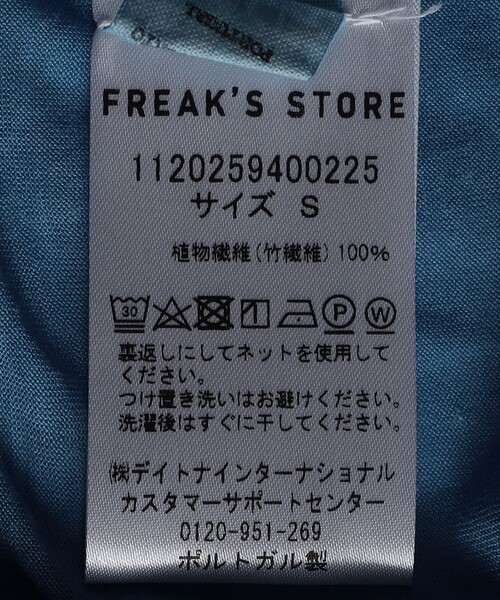 FREAK'S STORE
1120259400225
サイズ S
植物繊維(竹繊維) 100%
30 P W
裏返しにしてネットを使用して
ください。
つけ置き洗いはお避けください。
洗濯後はすぐに干してください。
㈱デイトナインターナショナル
カスタマーサポートセンター
0120-951-269
ポルトガル製